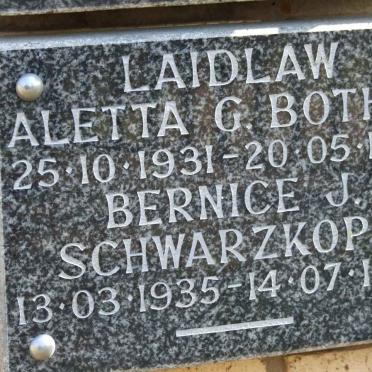 LAIDLAW
ALETTA G. BOTH
25·10·1931-20·05·1
BERNICE J.
SCHWARZKOP
13·03·1935-14·07·1